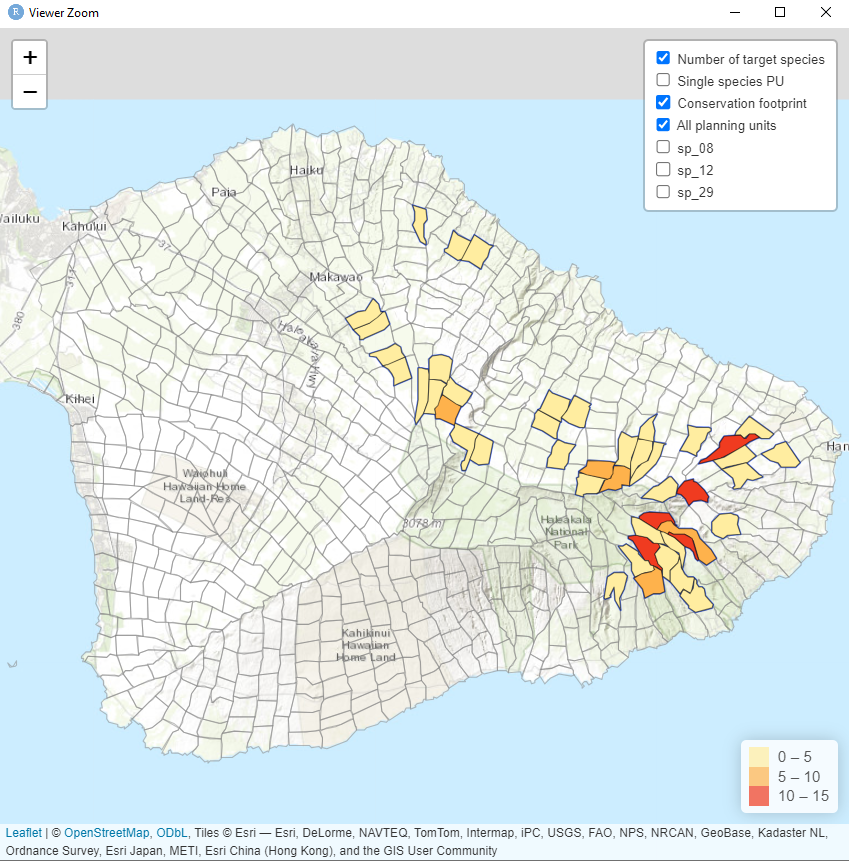 Viewer Zoom
+
−
Number of target species
Single species PU
Conservation footprint
All planning units
sp_08
sp_12
sp_29
Haiku
Paia
ailuku
Kahului
37
311
Makawao
380
Haleakala Hwy
Kihei
Han
Waiohuli
Hawaiian Home
Land-Res
3078 m
Haleakala
National
Park
Kahikinui
Hawaiian
Home Land
0 – 5
5 – 10
10 – 15
Leaflet | © OpenStreetMap, ODbL, Tiles © Esri — Esri, DeLorme, NAVTEQ, TomTom, Intermap, iPC, USGS, FAO, NPS, NRCAN, GeoBase, Kadaster NL,
Ordnance Survey, Esri Japan, METI, Esri China (Hong Kong), and the GIS User Community